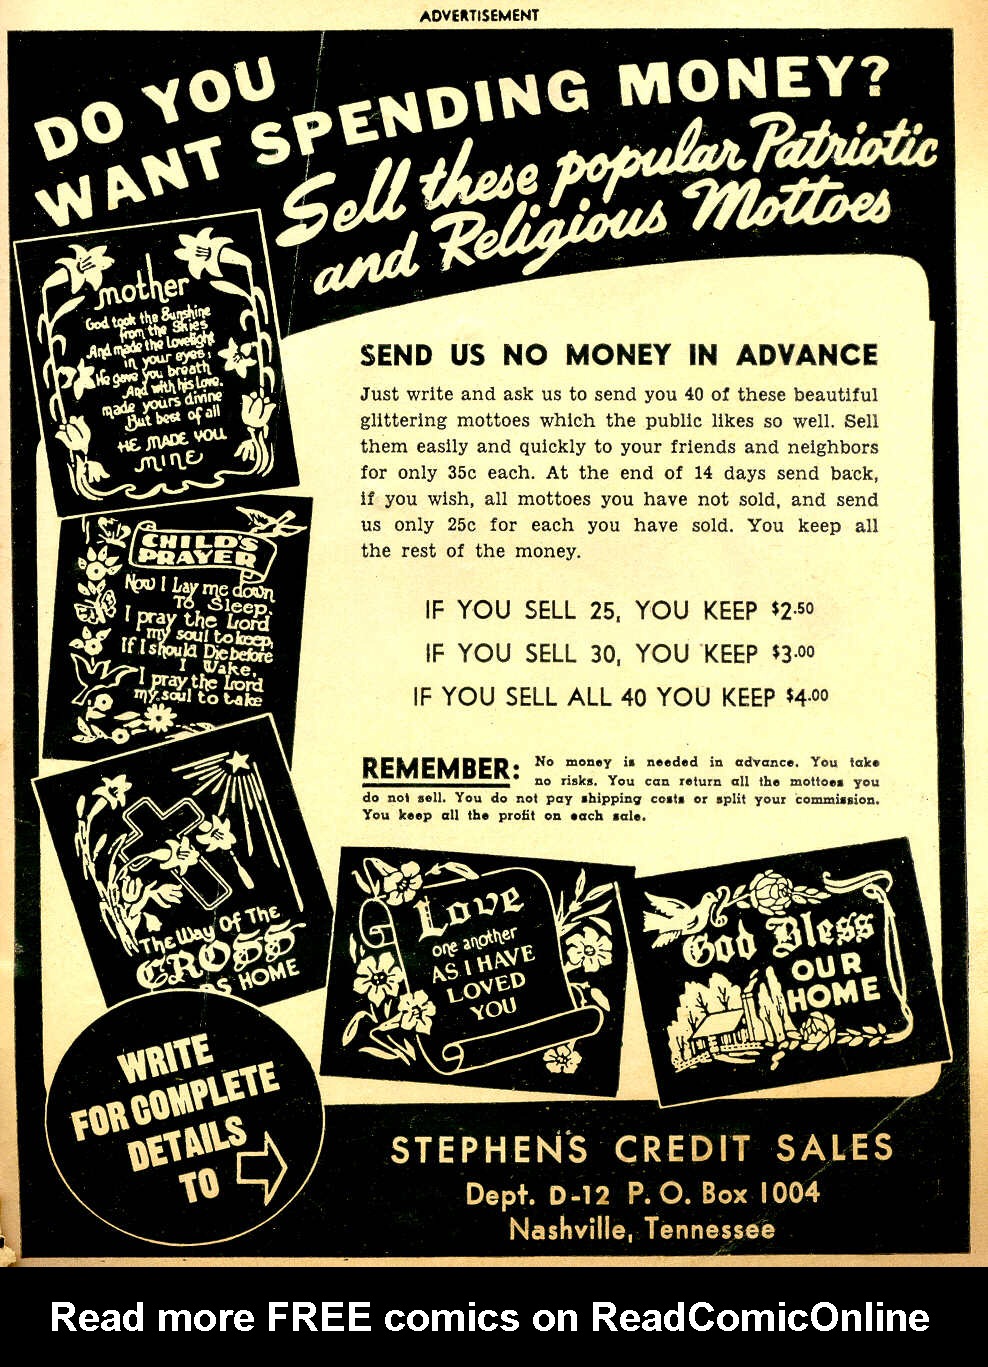 ADVERTISEMENT
DO YOU
WANT SPENDING MONEY?
Sell these popular Patriotic
and Religious Mottoes
mother
God took the Sunshine
from the Skies
And made the Lovelight
in your eyes;
He gave you breath
And with his Love.
made yours divine
But best of all
HE MADE YOU
MINE
SEND US NO MONEY IN ADVANCE
Just write and ask us to send you 40 of these beautiful
glittering mottoes which the public likes so well. Sell
them easily and quickly to your friends and neighbors
for only 35c each. At the end of 14 days send back,
if you wish, all mottoes you have not sold, and send
us only 25c for each you have sold. You keep all
the rest of the money.
CHILD'S
PRAYER
Now I Lay me down
To Sleep.
I pray the Lord
my soul to keep,
If I should Die before
I Wake,
I pray the Lord
my soul to take
IF YOU SELL 25, YOU KEEP $2.50
IF YOU SELL 30, YOU KEEP $3.00
IF YOU SELL ALL 40 YOU KEEP $4.00
REMEMBER: No money is needed in advance. You take
no risks. You can return all the mottoes you
do not sell. You do not pay shipping costs or split your commission.
You keep all the profit on each sale.
The Way Of The
CROSS
HOME
Love
one another
AS I HAVE
LOVED
YOU
God Bless
OUR
HOME
WRITE
FOR COMPLETE
DETAILS
TO
STEPHEN'S CREDIT SALES
Dept. D-12 P. O. Box 1004
Nashville, Tennessee
Read more FREE comics on ReadComicOnline